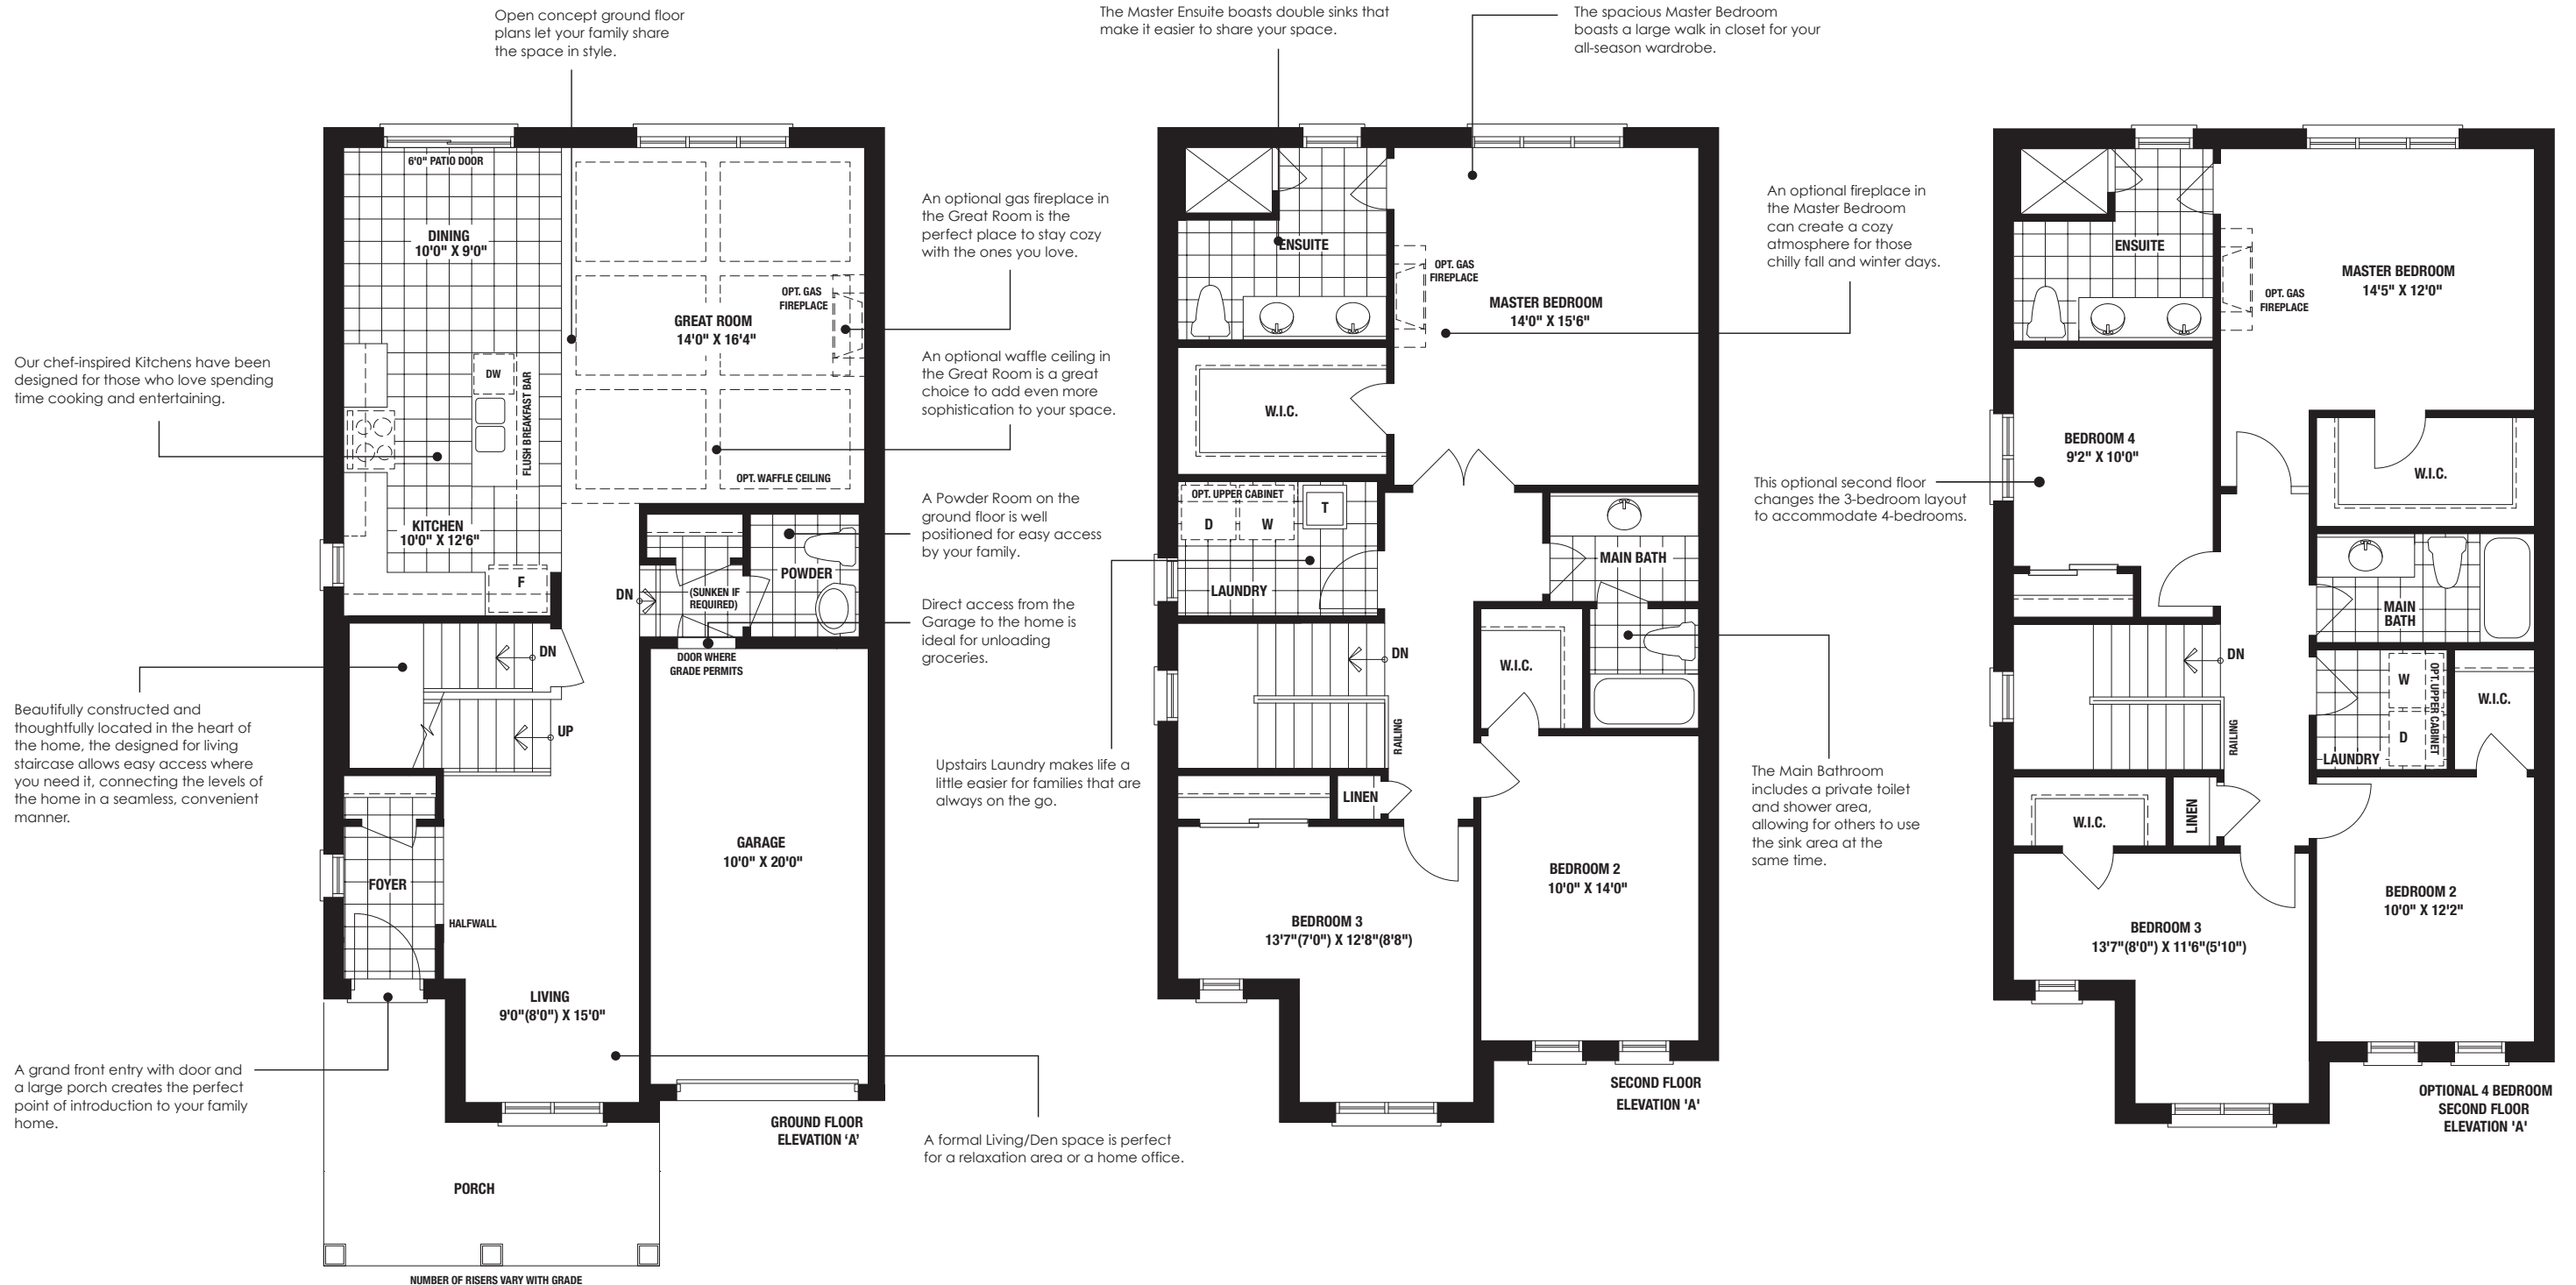 Open concept ground floor
plans let your family share
the space in style.
6'0" PATIO DOOR
DINING
10'0" X 9'0"
OPT. GAS
FIREPLACE
GREAT ROOM
14'0" X 16'4"
DW
FLUSH BREAKFAST BAR
OPT. WAFFLE CEILING
KITCHEN
10'0" X 12'6"
F
POWDER
DN
(SUNKEN IF
REQUIRED)
DN
DOOR WHERE
GRADE PERMITS
UP
GARAGE
10'0" X 20'0"
FOYER
HALFWALL
LIVING
9'0"(8'0") X 15'0"
GROUND FLOOR
ELEVATION ‘A’
PORCH
NUMBER OF RISERS VARY WITH GRADE
Our chef-inspired Kitchens have been
designed for those who love spending
time cooking and entertaining.
Beautifully constructed and
thoughtfully located in the heart of
the home, the designed for living
staircase allows easy access where
you need it, connecting the levels of
the home in a seamless, convenient
manner.
A grand front entry with door and
a large porch creates the perfect
point of introduction to your family
home.
An optional gas fireplace in
the Great Room is the
perfect place to stay cozy
with the ones you love.
An optional waffle ceiling in
the Great Room is a great
choice to add even more
sophistication to your space.
A Powder Room on the
ground floor is well
positioned for easy access
by your family.
Direct access from the
Garage to the home is
ideal for unloading
groceries.
Upstairs Laundry makes life a
little easier for families that are
always on the go.
A formal Living/Den space is perfect
for a relaxation area or a home office.
The Master Ensuite boasts double sinks that
make it easier to share your space.
The spacious Master Bedroom
boasts a large walk in closet for your
all-season wardrobe.
ENSUITE
OPT. GAS
FIREPLACE
MASTER BEDROOM
14'0" X 15'6"
W.I.C.
OPT. UPPER CABINET
D
W
T
LAUNDRY
MAIN BATH
W.I.C.
DN
RAILING
LINEN
BEDROOM 2
10'0" X 14'0"
BEDROOM 3
13'7"(7'0") X 12'8"(8'8")
SECOND FLOOR
ELEVATION 'A'
An optional fireplace in
the Master Bedroom
can create a cozy
atmosphere for those
chilly fall and winter days.
This optional second floor
changes the 3-bedroom layout
to accommodate 4-bedrooms.
The Main Bathroom
includes a private toilet
and shower area,
allowing for others to use
the sink area at the
same time.
ENSUITE
MASTER BEDROOM
14'5" X 12'0"
OPT. GAS
FIREPLACE
BEDROOM 4
9'2" X 10'0"
W.I.C.
MAIN
BATH
DN
W
OPT. UPPER CABINET
D
LAUNDRY
W.I.C.
RAILING
W.I.C.
LINEN
BEDROOM 2
10'0" X 12'2"
BEDROOM 3
13'7"(8'0") X 11'6"(5'10")
OPTIONAL 4 BEDROOM
SECOND FLOOR
ELEVATION 'A'